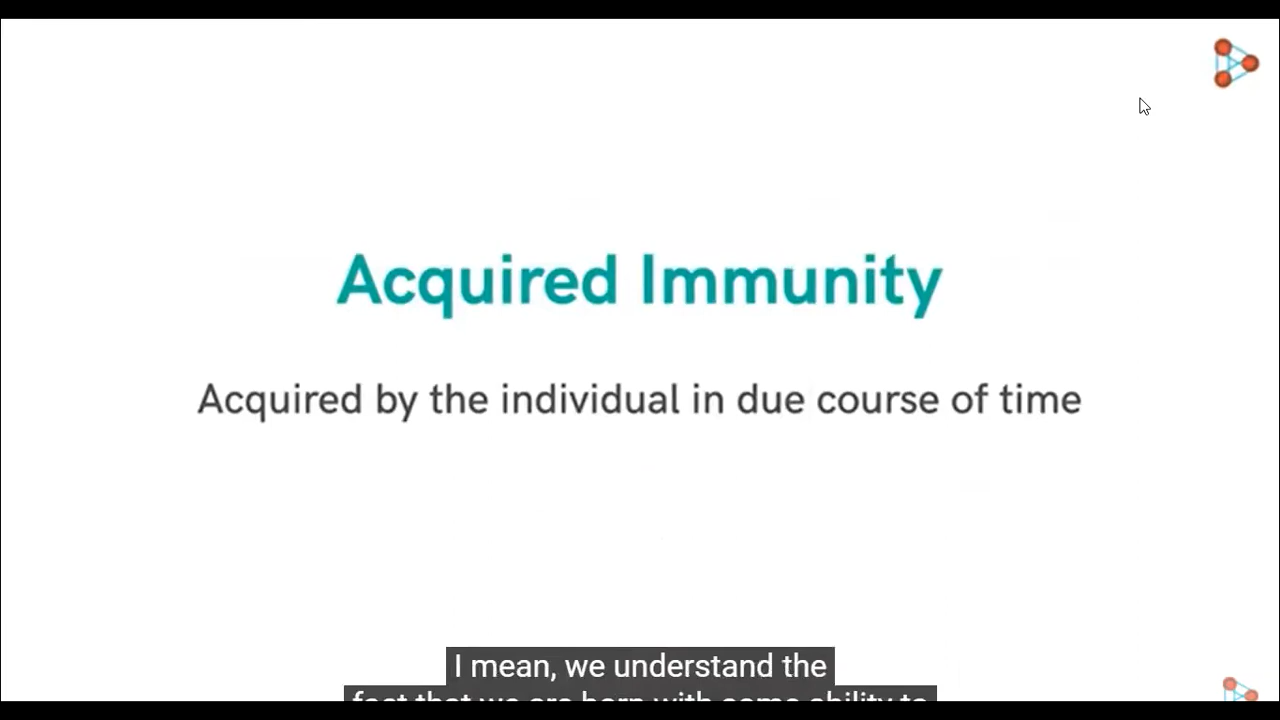 Acquired Immunity
Acquired by the individual in due course of time
I mean, we understand the
fact that we are born with some ability to